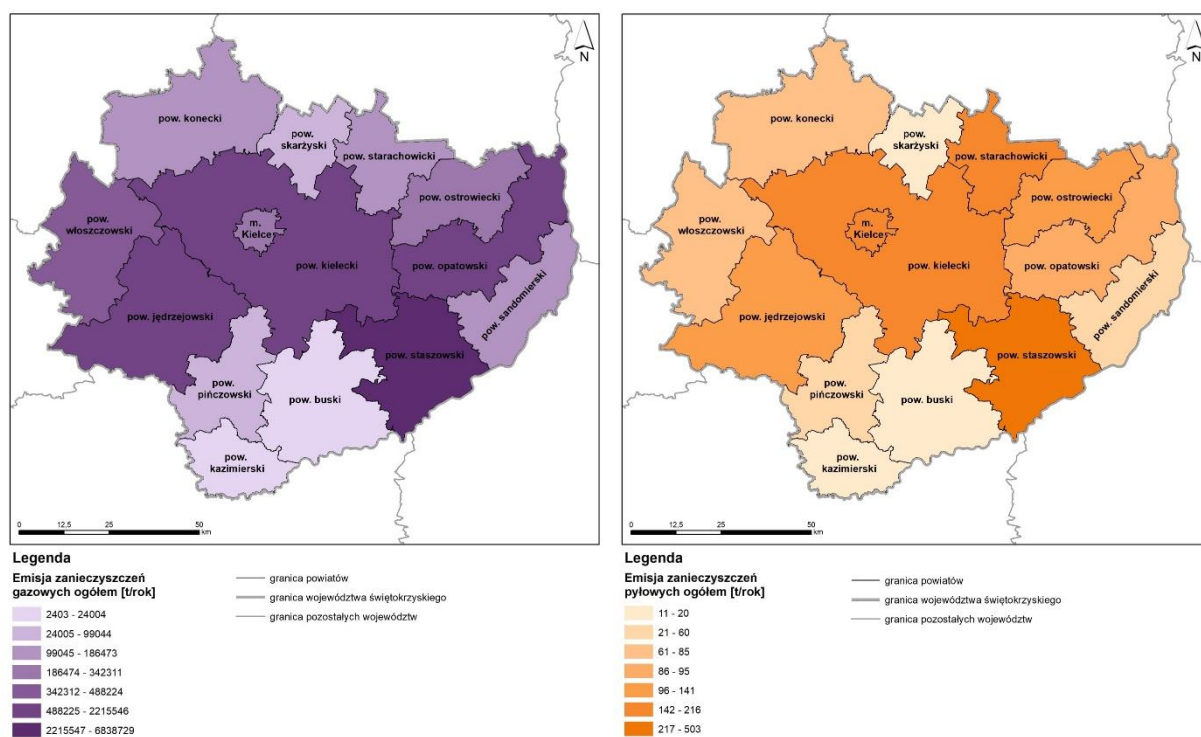 N
pow. konecki
pow.
skarżyski
pow. starachowicki
pow. ostrowiecki
pow.
włoszczowski
m.
Kielce
pow. kielecki
pow. opatowski
pow. sandomierski
pow. jędrzejowski
pow. staszowski
pow.
pińczowski
pow. buski
pow.
kazimierski
0 12,5 25 50
km
Legenda
Emisja zanieczyszczeń
gazowych ogółem [t/rok]
2403 - 24004
24005 - 99044
99045 - 186473
186474 - 342311
342312 - 488224
488225 - 2215546
2215547 - 6838729
granica powiatów
granica województwa świętokrzyskiego
granica pozostałych województw
N
pow. konecki
pow.
skarżyski
pow. starachowicki
pow. ostrowiecki
pow.
włoszczowski
m.
Kielce
pow. kielecki
pow. opatowski
pow. sandomierski
pow. jędrzejowski
pow. staszowski
pow.
pińczowski
pow. buski
pow.
kazimierski
0 12,5 25 50
km
Legenda
Emisja zanieczyszczeń
pyłowych ogółem [t/rok]
11 - 20
21 - 60
61 - 85
86 - 95
96 - 141
142 - 216
217 - 503
granica powiatów
granica województwa świętokrzyskiego
granica pozostałych województw